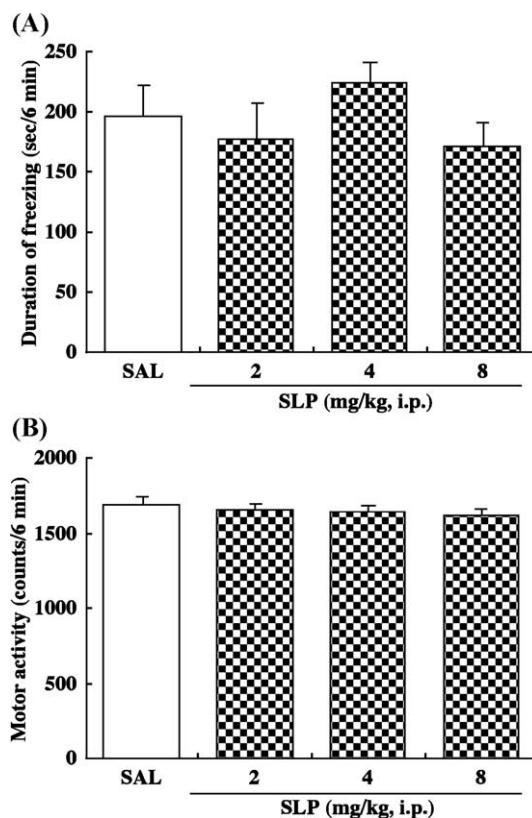 (A)
Duration of freezing (sec/6 min)
250
200
150
100
50
0
SAL
2
4
8
SLP (mg/kg, i.p.)
(B)
Motor activity (counts/6 min)
2000
1500
1000
500
0
SAL
2
4
8
SLP (mg/kg, i.p.)